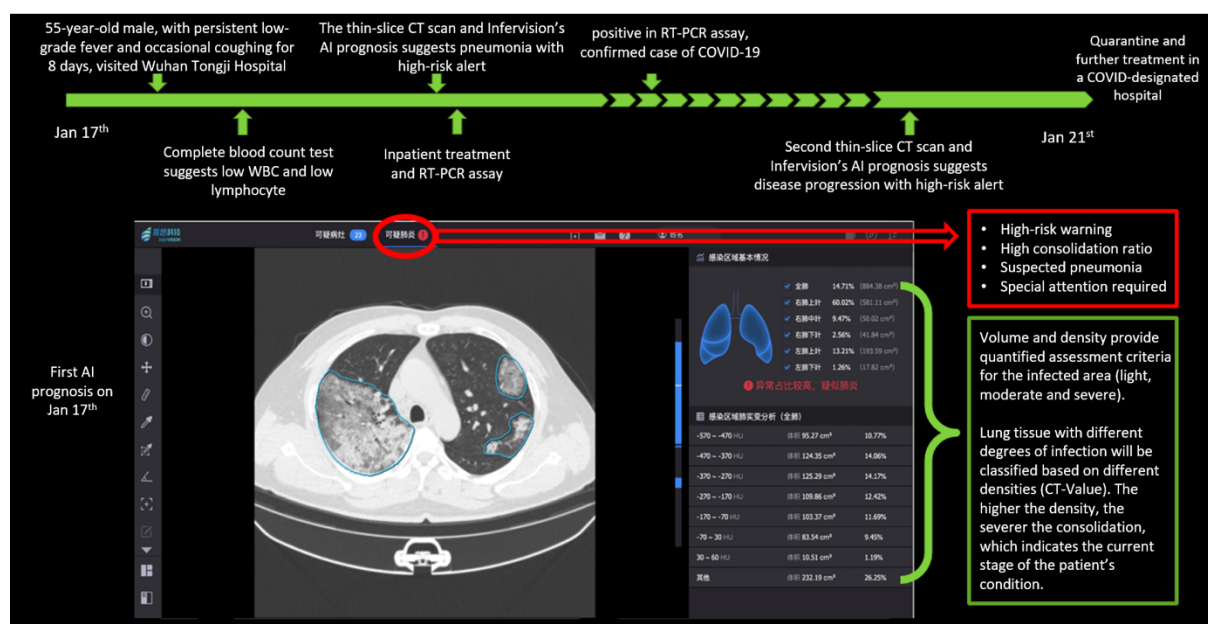 55-year-old male, with persistent low-
grade fever and occasional coughing for
8 days, visited Wuhan Tongji Hospital
The thin-slice CT scan and Infervision's
AI prognosis suggests pneumonia with
high-risk alert
positive in RT-PCR assay,
confirmed case of COVID-19
Quarantine and
further treatment in
a COVID-designated
hospital
Jan 17th
Jan 21st
Complete blood count test
suggests low WBC and low
lymphocyte
Inpatient treatment
and RT-PCR assay
Second thin-slice CT scan and
Infervision's AI prognosis suggests
disease progression with high-risk alert
可疑病灶 23 可疑肺炎
姓名
• High-risk warning
• High consolidation ratio
• Suspected pneumonia
• Special attention required
First AI
prognosis on
Jan 17th
感染区域基本情况
全肺 14.71% (884.38 cm³)
右肺上叶 60.02% (581.11 cm³)
右肺中叶 9.47% (50.02 cm³)
右肺下叶 2.56% (41.84 cm³)
左肺上叶 13.21% (193.59 cm³)
左肺下叶 1.26% (17.82 cm³)
异常占比较高，疑似肺炎
感染区域肺实变分析（全肺）
-570 ~ -470 HU 体积 95.27 cm³ 10.77%
-470 ~ -370 HU 体积 124.35 cm³ 14.06%
-370 ~ -270 HU 体积 125.29 cm³ 14.17%
-270 ~ -170 HU 体积 109.86 cm³ 12.42%
-170 ~ -70 HU 体积 103.37 cm³ 11.69%
-70 ~ 30 HU 体积 83.54 cm³ 9.45%
30 ~ 60 HU 体积 10.51 cm³ 1.19%
其他 体积 232.19 cm³ 26.25%
Volume and density provide
quantified assessment criteria
for the infected area (light,
moderate and severe).
Lung tissue with different
degrees of infection will be
classified based on different
densities (CT-Value). The
higher the density, the
severer the consolidation,
which indicates the current
stage of the patient's
condition.